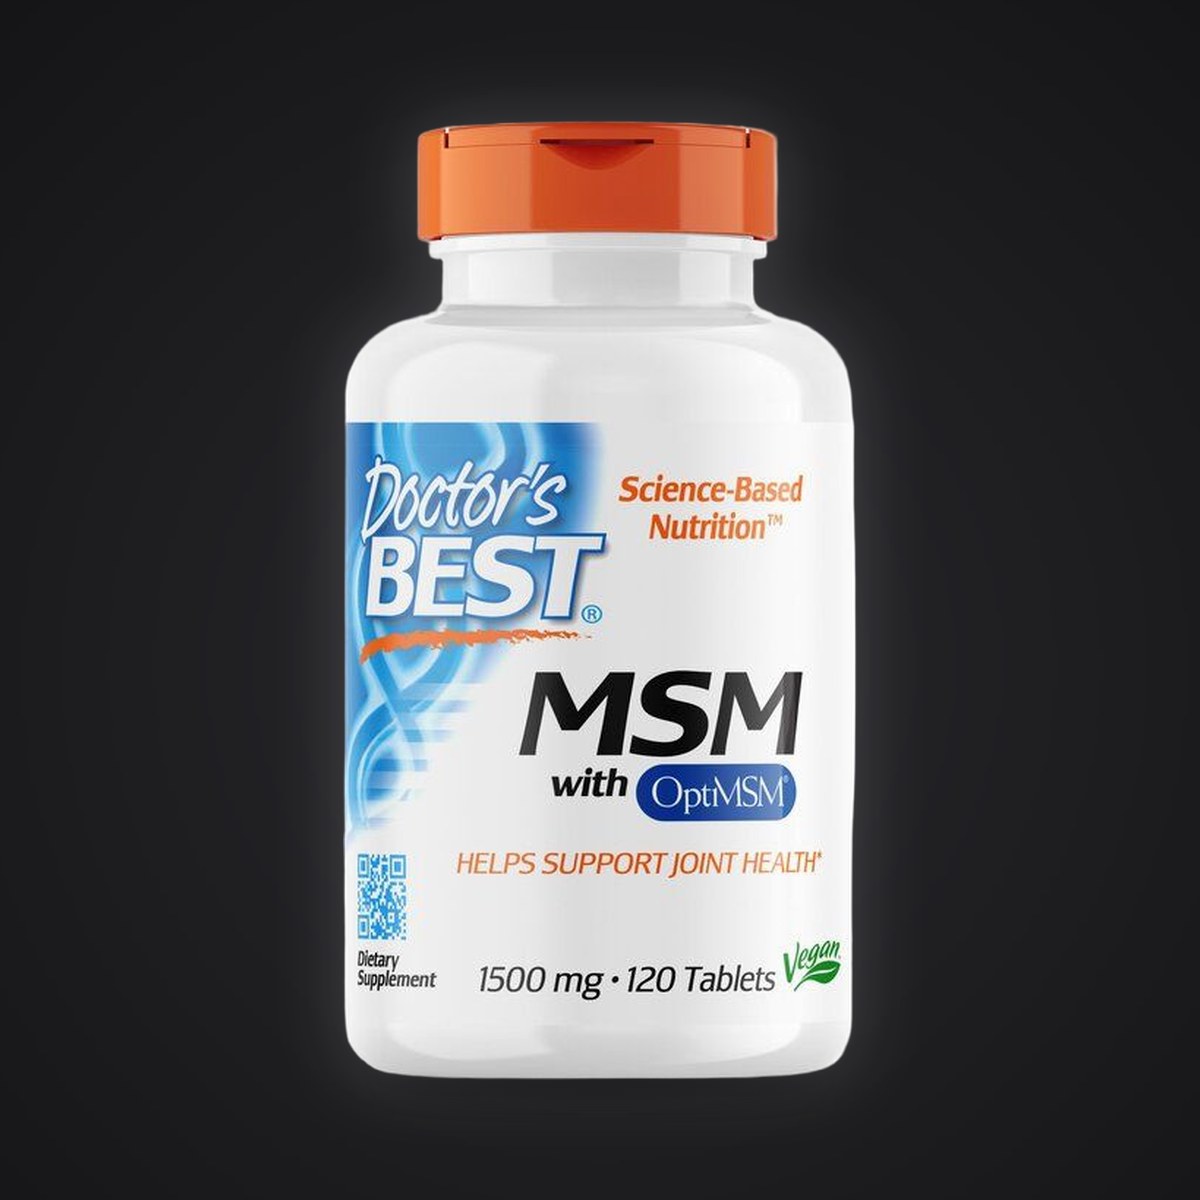 Doctor's
BEST®
Science-Based
Nutrition™
MSM
with OptiMSM®
HELPS SUPPORT JOINT HEALTH*
Dietary
Supplement
1500 mg • 120 Tablets
Vegan